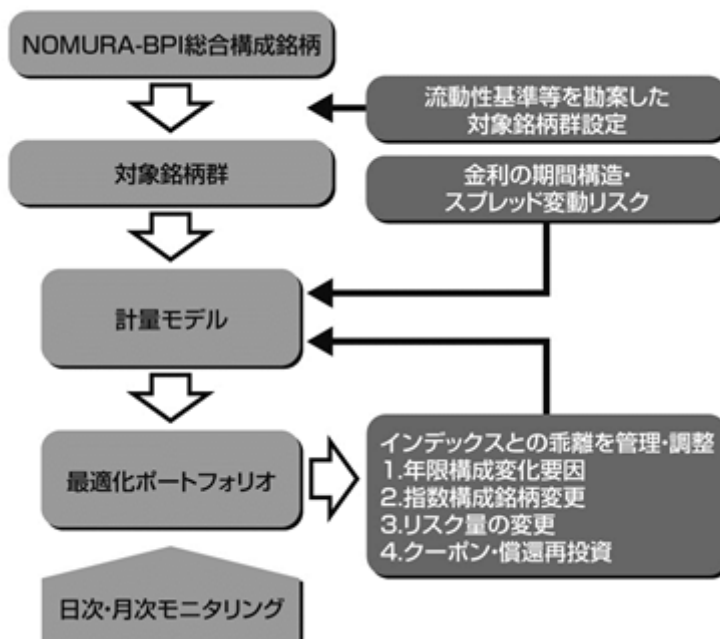 NOMURA-BPI総合構成銘柄
流動性基準等を勘案した
対象銘柄群設定
対象銘柄群
金利の期間構造・
スプレッド変動リスク
計量モデル
最適化ポートフォリオ
インデックスとの乖離を管理・調整
1.年限構成変化要因
2.指数構成銘柄変更
3.リスク量の変更
4.クーポン・償還再投資
日次・月次モニタリング